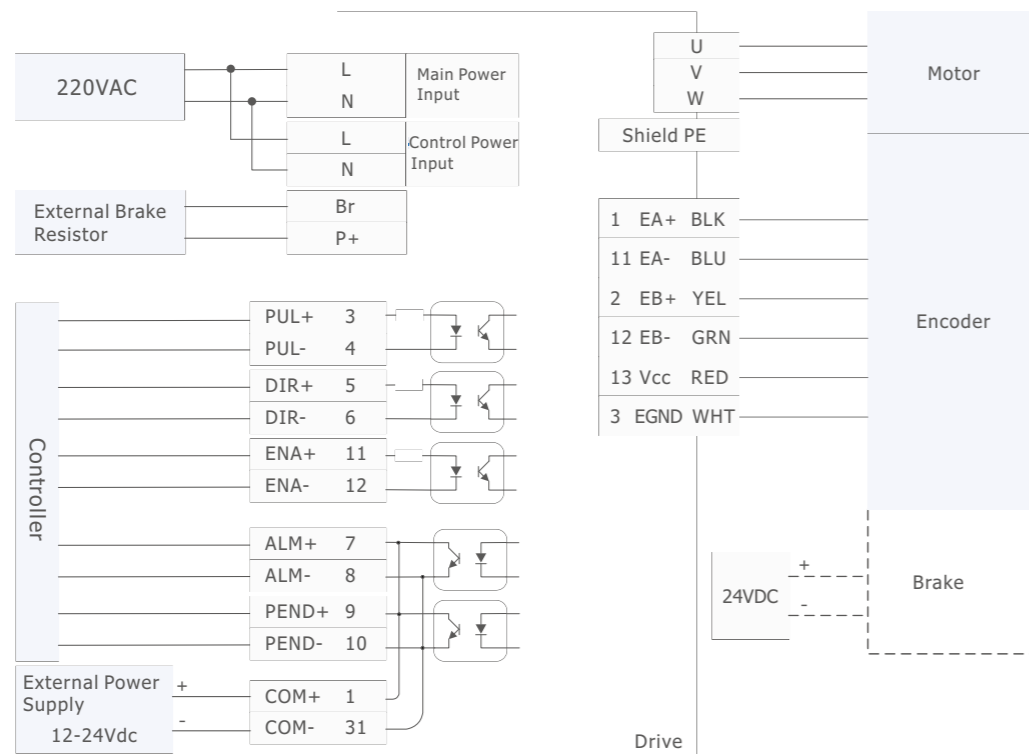 220VAC
L
N
Main Power
Input
L
N
Control Power
Input
External Brake
Resistor
Br
P+
Controller
PUL+ 3
PUL- 4
DIR+ 5
DIR- 6
ENA+ 11
ENA- 12
ALM+ 7
ALM- 8
PEND+ 9
PEND- 10
External Power
Supply
12-24Vdc
+
-
COM+ 1
COM- 31
U
V
W
Shield PE
Motor
1 EA+ BLK
11 EA- BLU
2 EB+ YEL
12 EB- GRN
13 Vcc RED
3 EGND WHT
Encoder
24VDC
+
-
Brake
Drive